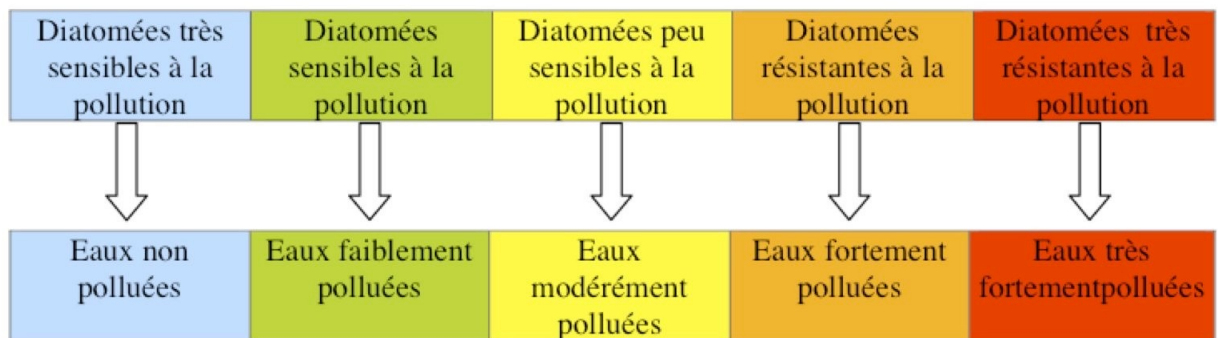 Diatomées très
sensibles à la
pollution
Diatomées
sensibles à la
pollution
Diatomées peu
sensibles à la
pollution
Diatomées
résistantes à la
pollution
Diatomées très
résistantes à la
pollution
Eaux non
polluées
Eaux faiblement
polluées
Eaux
modérément
polluées
Eaux fortement
polluées
Eaux très
fortementpolluées